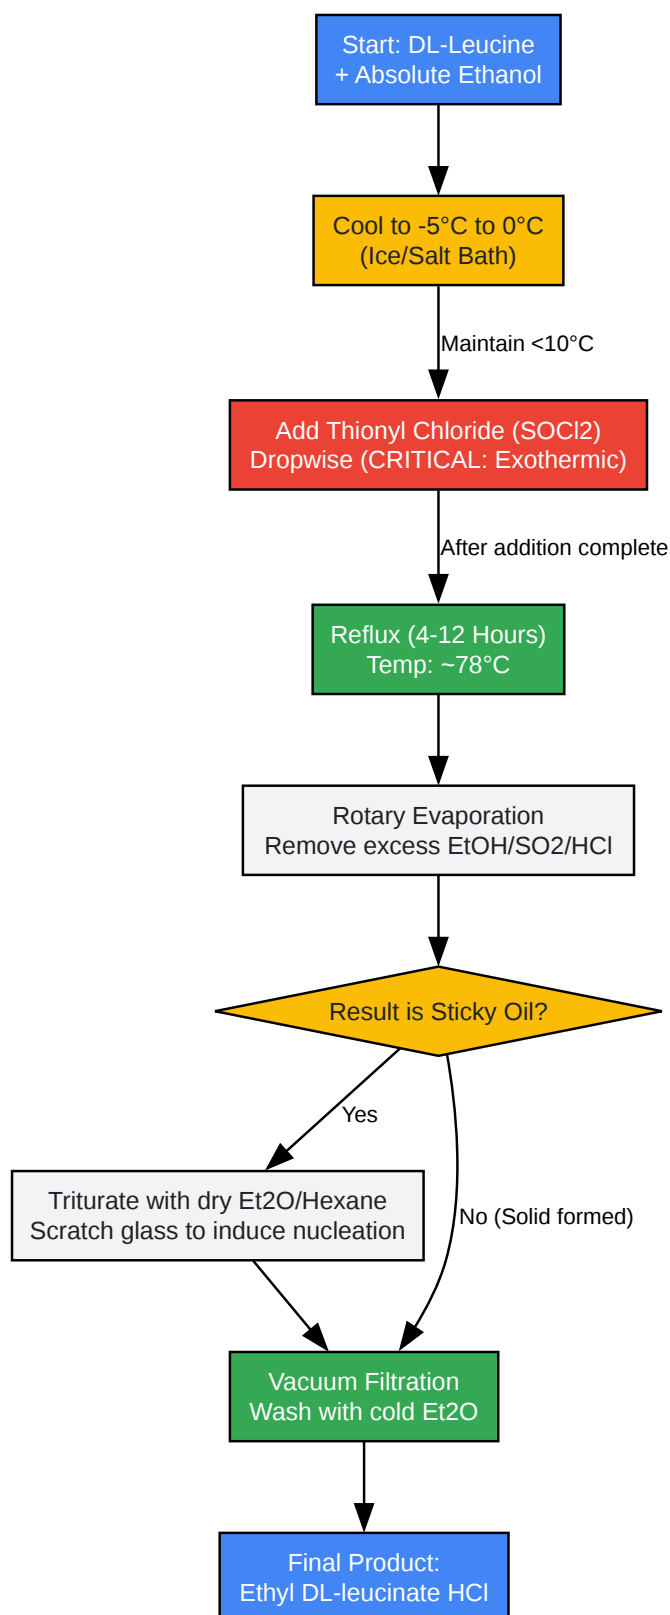 Start: DL-Leucine
+ Absolute Ethanol
Cool to -5°C to 0°C
(Ice/Salt Bath)
Maintain <10°C
Add Thionyl Chloride (SOCl2)
Dropwise (CRITICAL: Exothermic)
After addition complete
Reflux (4-12 Hours)
Temp: ~78°C
Rotary Evaporation
Remove excess EtOH/SO2/HCl
Result is Sticky Oil?
Yes
Triturate with dry Et2O/Hexane
Scratch glass to induce nucleation
No (Solid formed)
Vacuum Filtration
Wash with cold Et2O
Final Product:
Ethyl DL-leucinate HCl